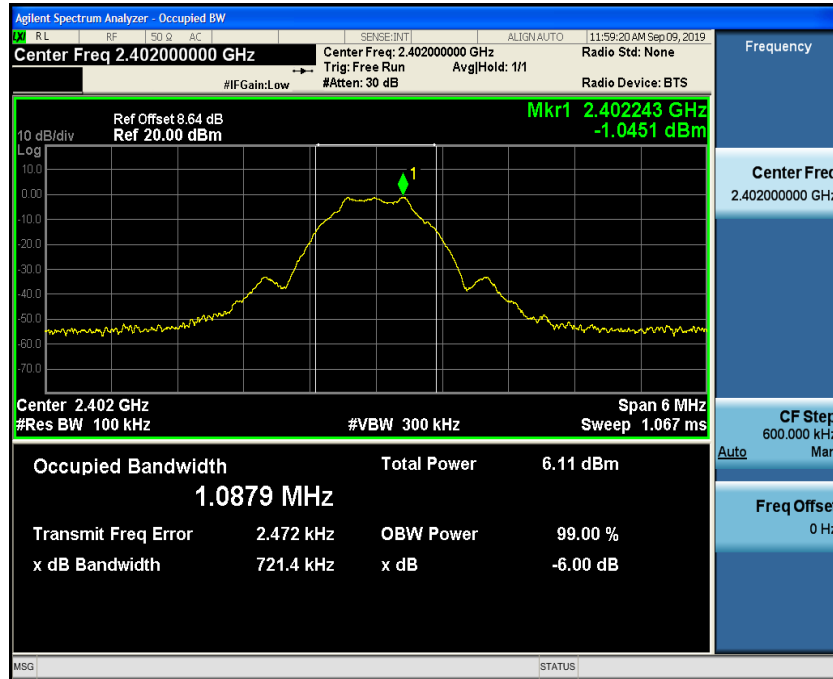 Agilent Spectrum Analyzer - Occupied BW
LXI RL RF 50 Ω AC SENSE:INT ALIGN AUTO 11:59:20 AM Sep 09, 2019
Center Freq 2.402000000 GHz Center Freq: 2.402000000 GHz Radio Std: None
Trig: Free Run Avg|Hold: 1/1
#IFGain:Low #Atten: 30 dB Radio Device: BTS
Frequency
Mkr1 2.402243 GHz
-1.0451 dBm
Ref Offset 8.64 dB
10 dB/div Ref 20.00 dBm
Log
10.0
0.00
-10.0
-20.0
-30.0
-40.0
-50.0
-60.0
-70.0
1
Center 2.402 GHz Span 6 MHz
#Res BW 100 kHz #VBW 300 kHz Sweep 1.067 ms
Occupied Bandwidth Total Power 6.11 dBm
1.0879 MHz
Transmit Freq Error 2.472 kHz OBW Power 99.00 %
x dB Bandwidth 721.4 kHz x dB -6.00 dB
Center Freq
2.402000000 GHz
CF Step
600.000 kHz
Auto Man
Freq Offset
0 Hz
MSG STATUS